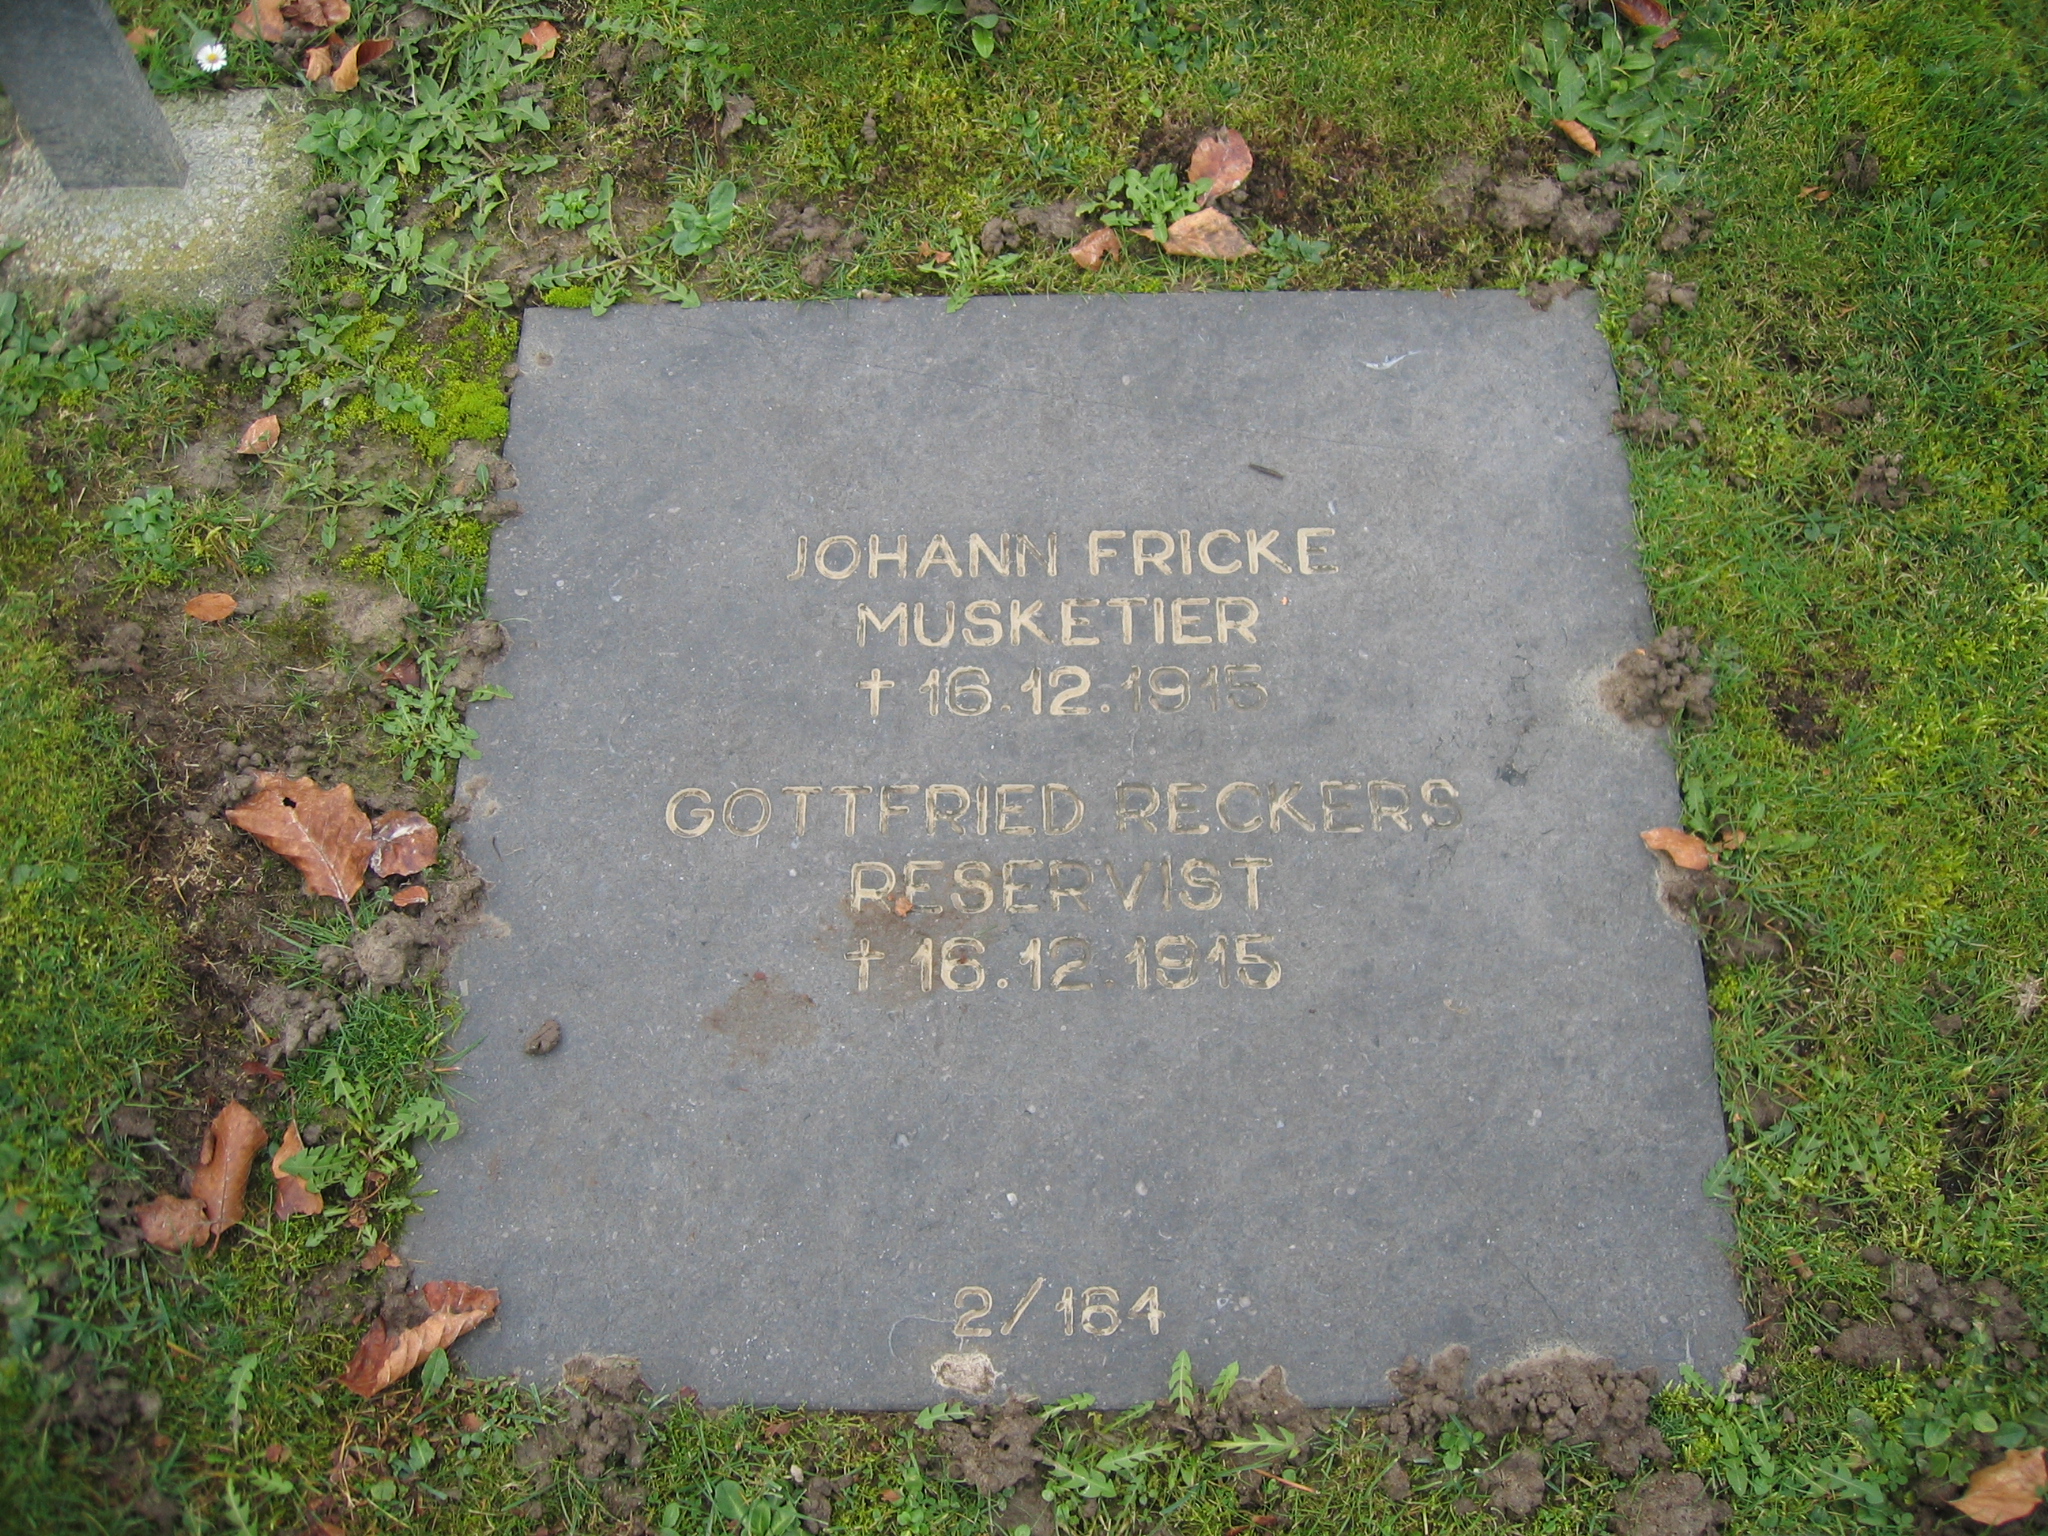 JOHANN FRICKE
MUSKETIER
† 16.12.1915
GOTTFRIED RECKERS
RESERVIST
† 16.12.1915
2/164